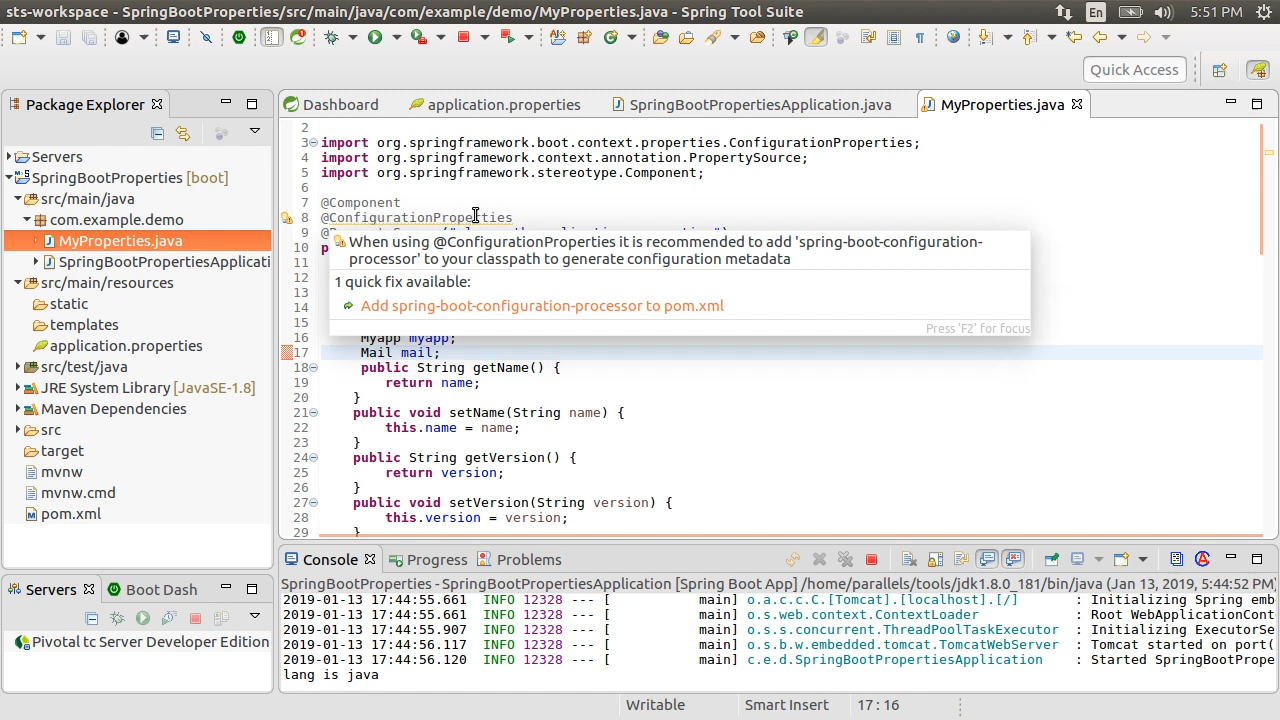 sts-workspace - SpringBootProperties/src/main/java/com/example/demo/MyProperties.java - Spring Tool Suite
En
5:51 PM
Quick Access
Package Explorer
Servers
SpringBootProperties [boot]
src/main/java
com.example.demo
MyProperties.java
SpringBootPropertiesApplicati
src/main/resources
static
templates
application.properties
src/test/java
JRE System Library [JavaSE-1.8]
Maven Dependencies
src
target
mvnw
mvnw.cmd
pom.xml
Dashboard
application.properties
SpringBootPropertiesApplication.java
MyProperties.java
2
3 import org.springframework.boot.context.properties.ConfigurationProperties;
4 import org.springframework.context.annotation.PropertySource;
5 import org.springframework.stereotype.Component;
6
7 @Component
8 @ConfigurationProperties
9
10 p
11
12
13
14
15
16 Myapp myapp;
17 Mail mail;
18 public String getName() {
19 return name;
20 }
21 public void setName(String name) {
22 this.name = name;
23 }
24 public String getVersion() {
25 return version;
26 }
27 public void setVersion(String version) {
28 this.version = version;
29 }
When using @ConfigurationProperties it is recommended to add 'spring-boot-configuration-
processor' to your classpath to generate configuration metadata
1 quick fix available:
Add spring-boot-configuration-processor to pom.xml
Press 'F2' for focus
Servers
Boot Dash
Pivotal tc Server Developer Edition
Console
Progress
Problems
SpringBootProperties - SpringBootPropertiesApplication [Spring Boot App] /home/parallels/tools/jdk1.8.0_181/bin/java (Jan 13, 2019, 5:44:52 PM)
2019-01-13 17:44:55.661 INFO 12328 --- [ main] o.a.c.c.C.[Tomcat].[localhost].[/] : Initializing Spring emb
2019-01-13 17:44:55.661 INFO 12328 --- [ main] o.s.web.context.ContextLoader : Root WebApplicationCont
2019-01-13 17:44:55.907 INFO 12328 --- [ main] o.s.s.concurrent.ThreadPoolTaskExecutor : Initializing ExecutorSe
2019-01-13 17:44:56.117 INFO 12328 --- [ main] o.s.b.w.embedded.tomcat.TomcatWebServer : Tomcat started on port(
2019-01-13 17:44:56.120 INFO 12328 --- [ main] c.e.d.SpringBootPropertiesApplication : Started SpringBootPrope
lang is java
Writable
Smart Insert
17 : 16